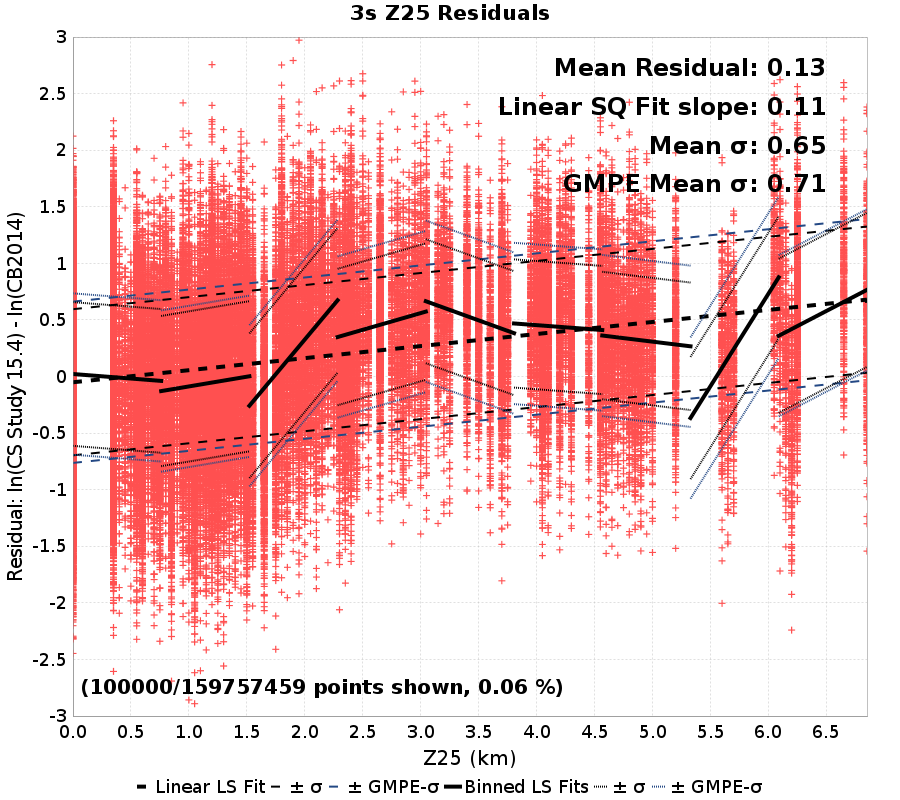 3s Z25 Residuals
Mean Residual: 0.13
Linear SQ Fit slope: 0.11
Mean σ: 0.65
GMPE Mean σ: 0.71
Residual: ln(CS Study 15.4) - ln(CB2014)
3
2.5
2
1.5
1
0.5
0
-0.5
-1
-1.5
-2
-2.5
-3
(100000/159757459 points shown, 0.06 %)
0.0 0.5 1.0 1.5 2.0 2.5 3.0 3.5 4.0 4.5 5.0 5.5 6.0 6.5
Z25 (km)
Linear LS Fit ± σ ± GMPE-σ Binned LS Fits ± σ ± GMPE-σ